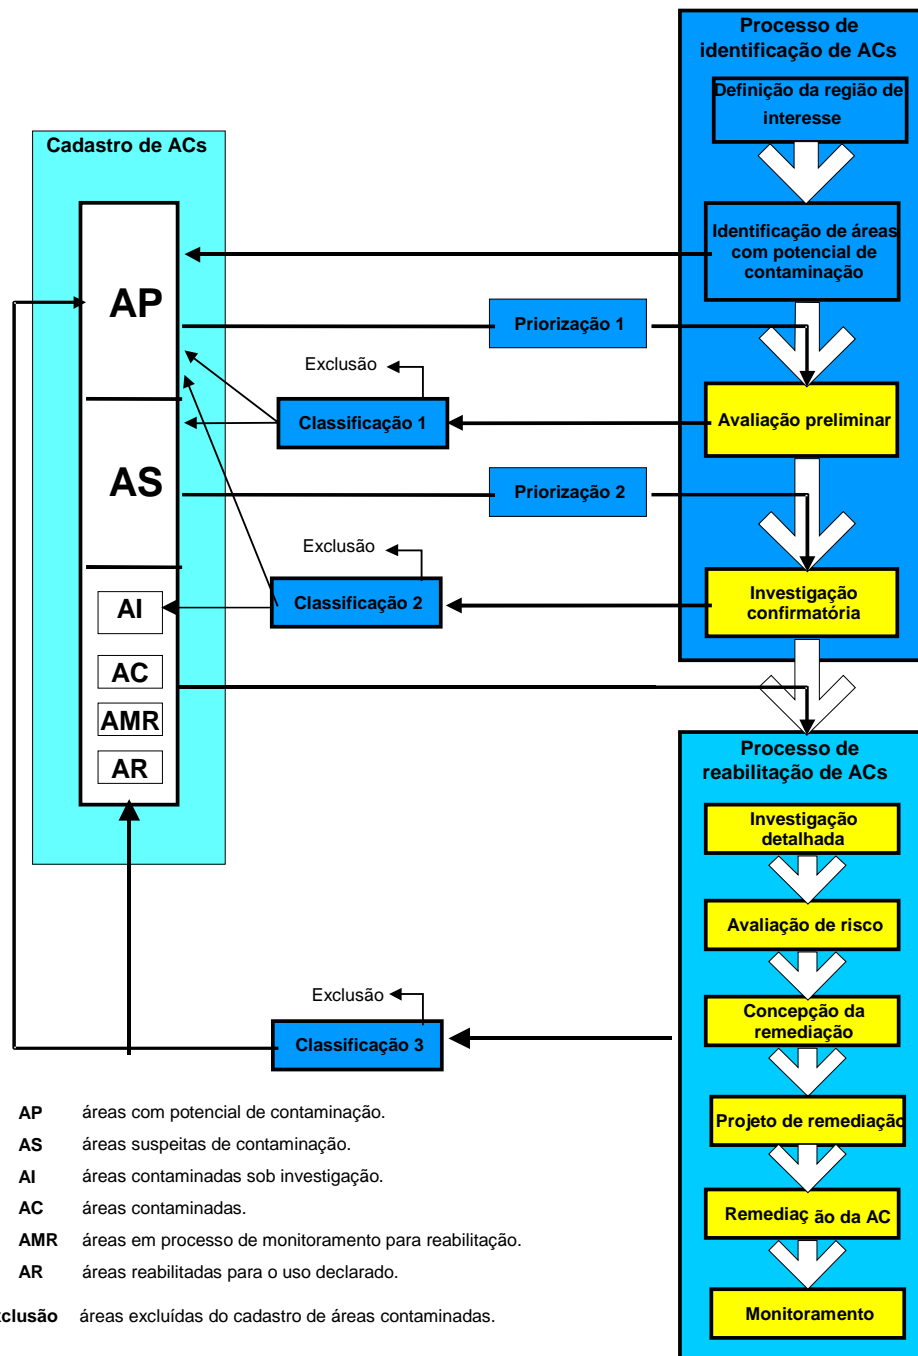 Processo de
identificação de ACs
Definição da região de
interesse
Cadastro de ACs
Identificação de áreas
com potencial de
contaminação
AP
Priorização 1
Exclusão
Classificação 1
Avaliação preliminar
AS
Priorização 2
Exclusão
Classificação 2
Investigação
confirmatória
AI
AC
AMR
AR
Processo de
reabilitação de ACs
Investigação
detalhada
Avaliação de risco
Exclusão
Classificação 3
Concepção da
remediação
Projeto de remediação
Remediaç ão da AC
Monitoramento
AP áreas com potencial de contaminação.
AS áreas suspeitas de contaminação.
AI áreas contaminadas sob investigação.
AC áreas contaminadas.
AMR áreas em processo de monitoramento para reabilitação.
AR áreas reabilitadas para o uso declarado.
xclusão áreas excluídas do cadastro de áreas contaminadas.